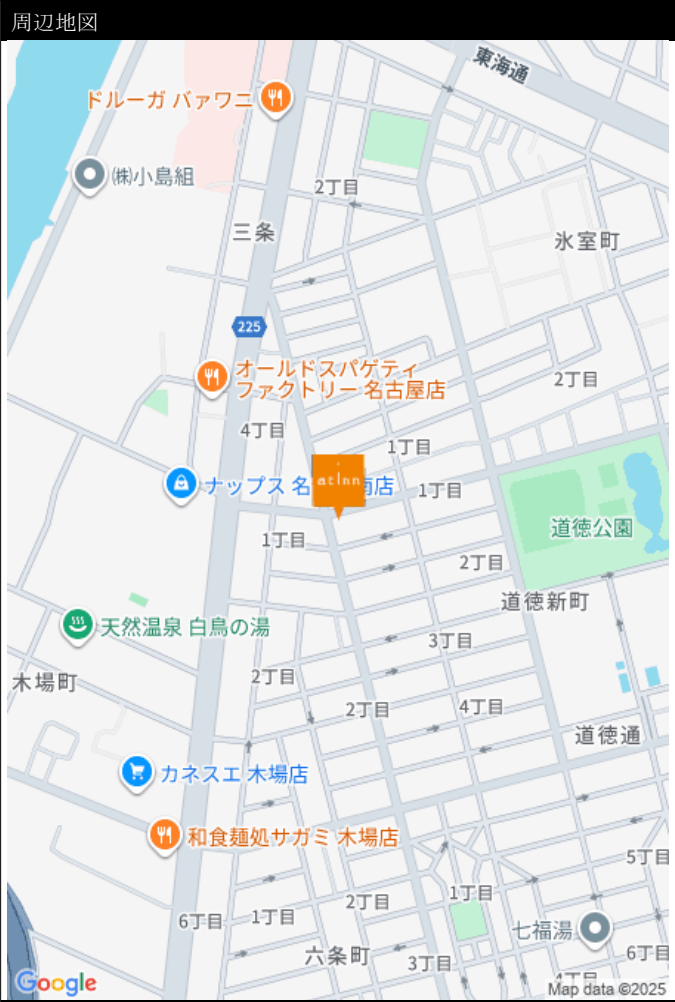 周辺地図
東海通
ドルーガ バァワニ
㈱小島組
2丁目
三条
氷室町
225
オールドスパゲティ
ファクトリー 名古屋店
2丁目
4丁目
1丁目
atInn
ナップス 名
南店
1丁目
道徳公園
1丁目
2丁目
道徳新町
天然温泉 白鳥の湯
3丁目
木場町
2丁目
2丁目
4丁目
道徳通
カネスエ 木場店
和食麺処サガミ 木場店
5丁目
1丁目
2丁目
6丁目
1丁目
七福湯
六条町
3丁目
6丁目
4丁目
Google
Map data ©2025